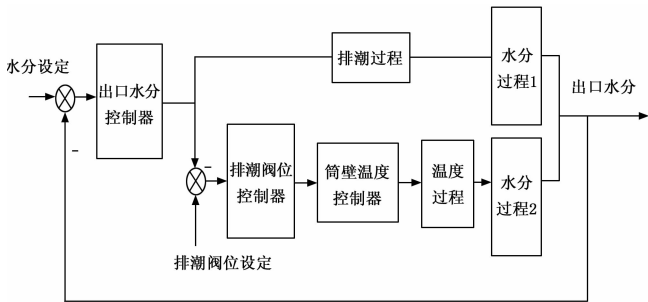 水分设定
出口水分
控制器
排潮过程
水分
过程1
出口水分
-
排潮阀位
控制器
筒壁温度
控制器
温度
过程
水分
过程2
-
排潮阀位设定